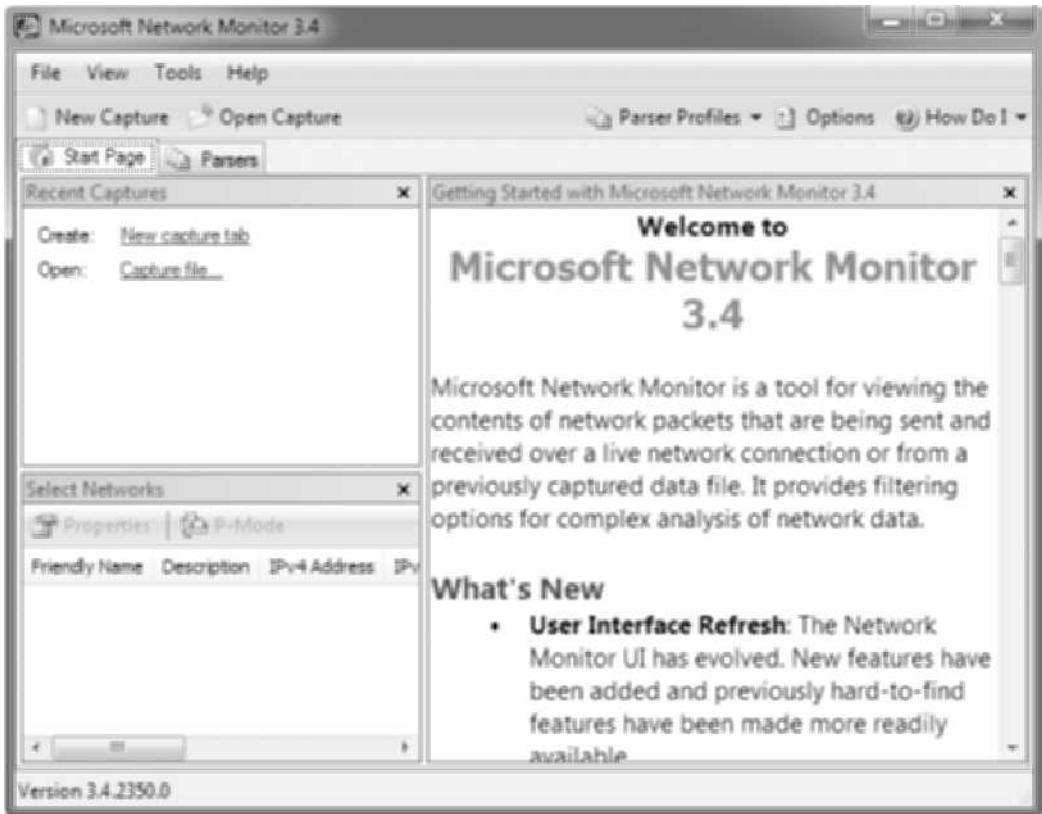 Microsoft Network Monitor 3.4
File View Tools Help
New Capture Open Capture Parser Profiles Options How Do I
Start Page Parsers
Recent Captures
Create: New capture tab
Open: Capture file...
Select Networks
Properties P-Mode
Friendly Name Description IPv4 Address IPv
Getting Started with Microsoft Network Monitor 3.4
Welcome to
Microsoft Network Monitor
3.4
Microsoft Network Monitor is a tool for viewing the
contents of network packets that are being sent and
received over a live network connection or from a
previously captured data file. It provides filtering
options for complex analysis of network data.
What's New
• User Interface Refresh: The Network
Monitor UI has evolved. New features have
been added and previously hard-to-find
features have been made more readily
available
Version 3.4.2350.0